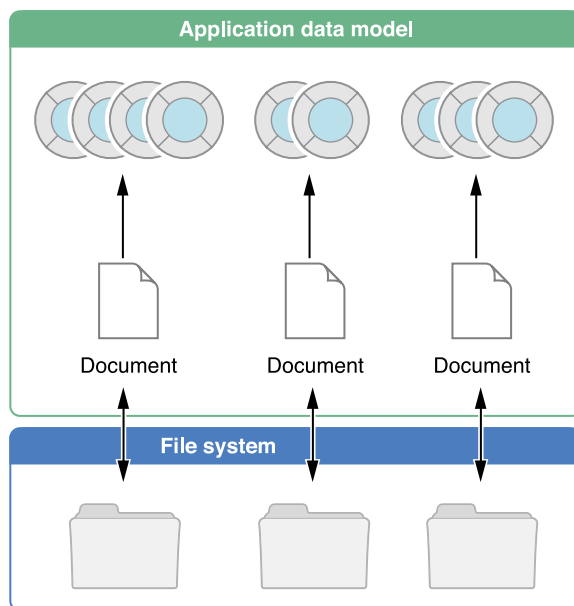 Application data model
Document
Document
Document
File system